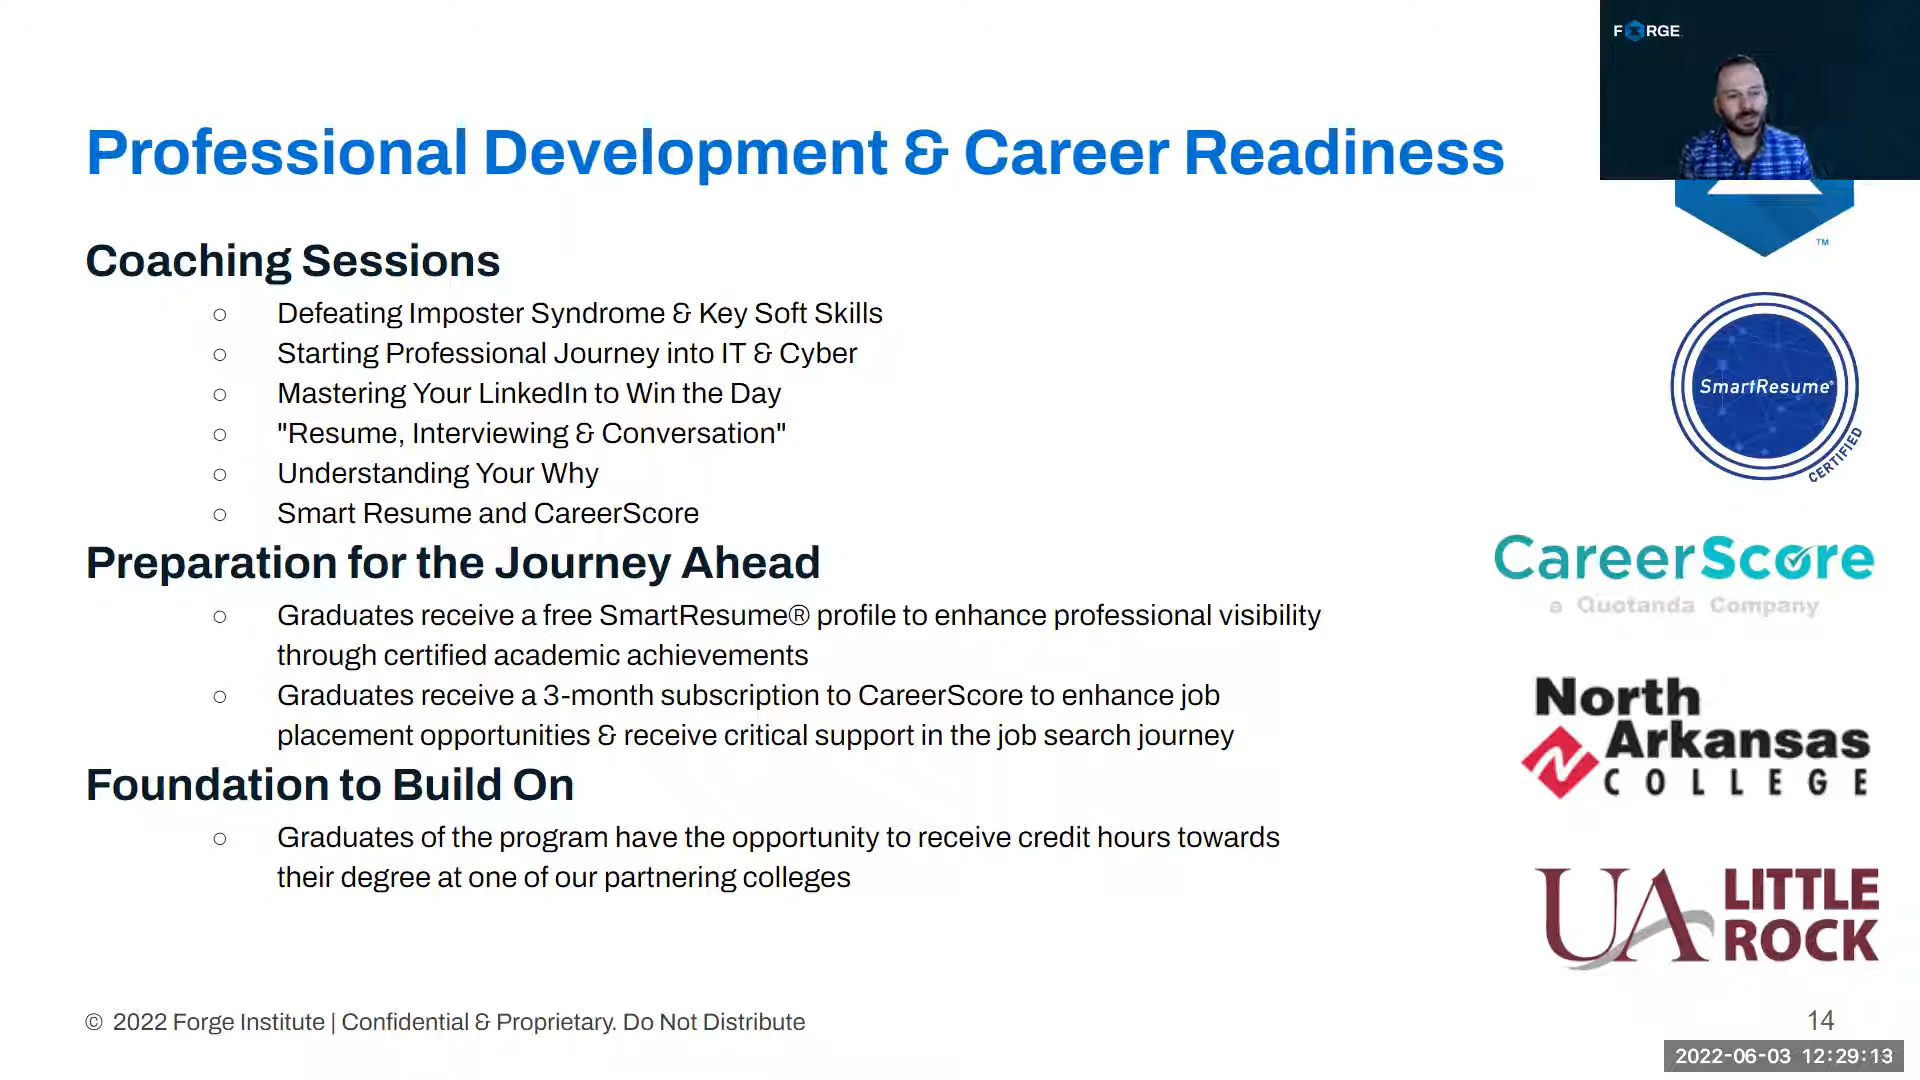 FORGE
Professional Development & Career Readiness
TM
Coaching Sessions
○ Defeating Imposter Syndrome & Key Soft Skills
○ Starting Professional Journey into IT & Cyber
○ Mastering Your LinkedIn to Win the Day
○ "Resume, Interviewing & Conversation"
○ Understanding Your Why
○ Smart Resume and CareerScore
SmartResume®
CERTIFIED
Preparation for the Journey Ahead
○ Graduates receive a free SmartResume® profile to enhance professional visibility
through certified academic achievements
○ Graduates receive a 3-month subscription to CareerScore to enhance job
placement opportunities & receive critical support in the job search journey
CareerScore
a Quotanda Company
Foundation to Build On
○ Graduates of the program have the opportunity to receive credit hours towards
their degree at one of our partnering colleges
North
Arkansas
COLLEGE
UA LITTLE
ROCK
© 2022 Forge Institute | Confidential & Proprietary. Do Not Distribute
14
2022-06-03 12:29:13